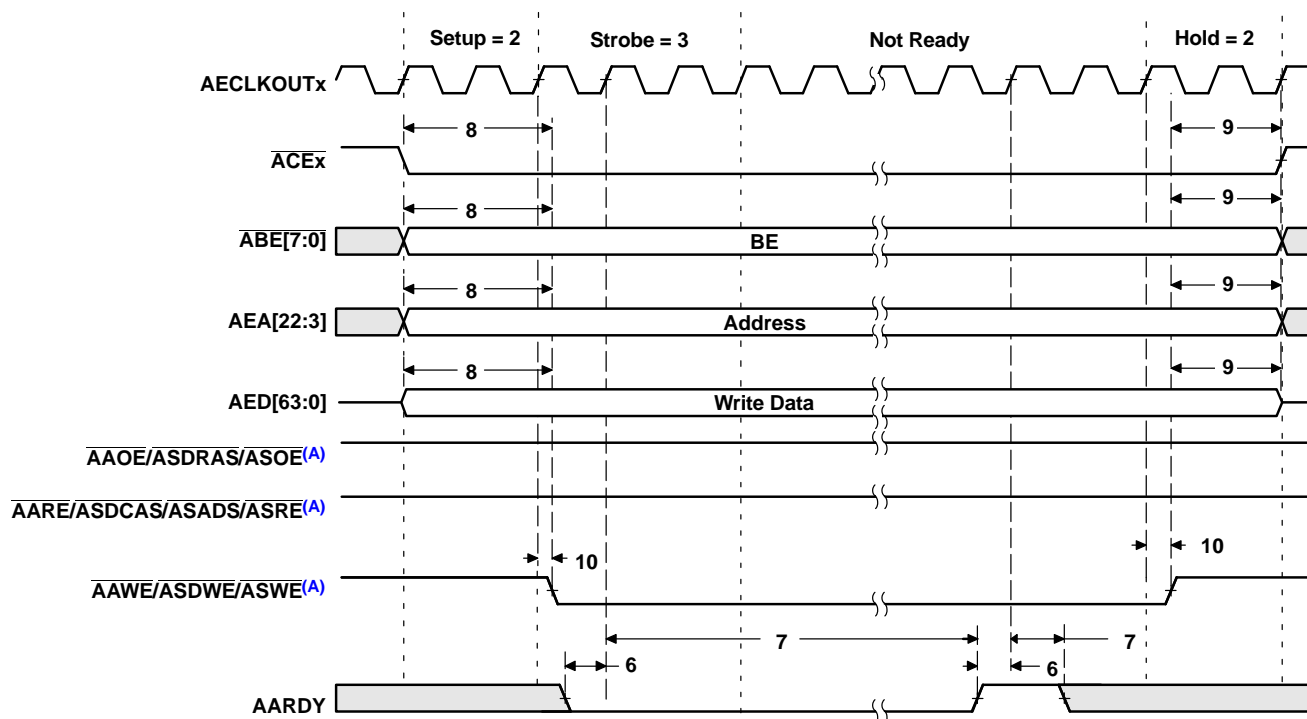 Setup = 2 Strobe = 3 Not Ready Hold = 2
AECLKOUTx
8 9
ACEx
8 9
ABE[7:0] BE
8 9
AEA[22:3] Address
8 9
AED[63:0] Write Data
AAOE/ASDRAS/ASOE(A)
AARE/ASDCAS/ASADS/ASRE(A)
10 10
AAWE/ASDWE/ASWE(A)
7 7
6 6
AARDY